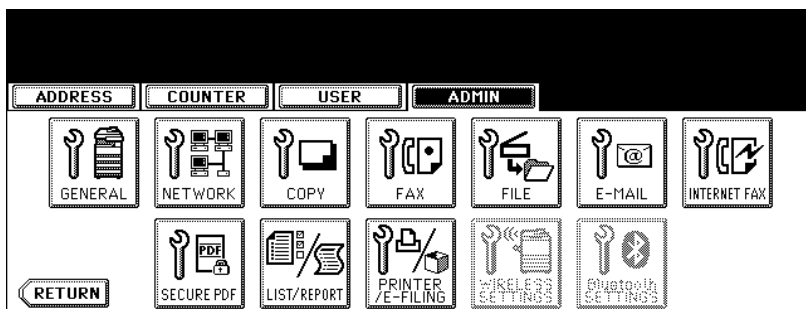 ADDRESS COUNTER USER ADMIN
GENERAL NETWORK COPY FAX FILE @ E-MAIL INTERNET FAX
PDF
SECURE PDF LIST/REPORT PRINTER /E-FILING WIRELESS SETTINGS Bluetooth SETTINGS
RETURN